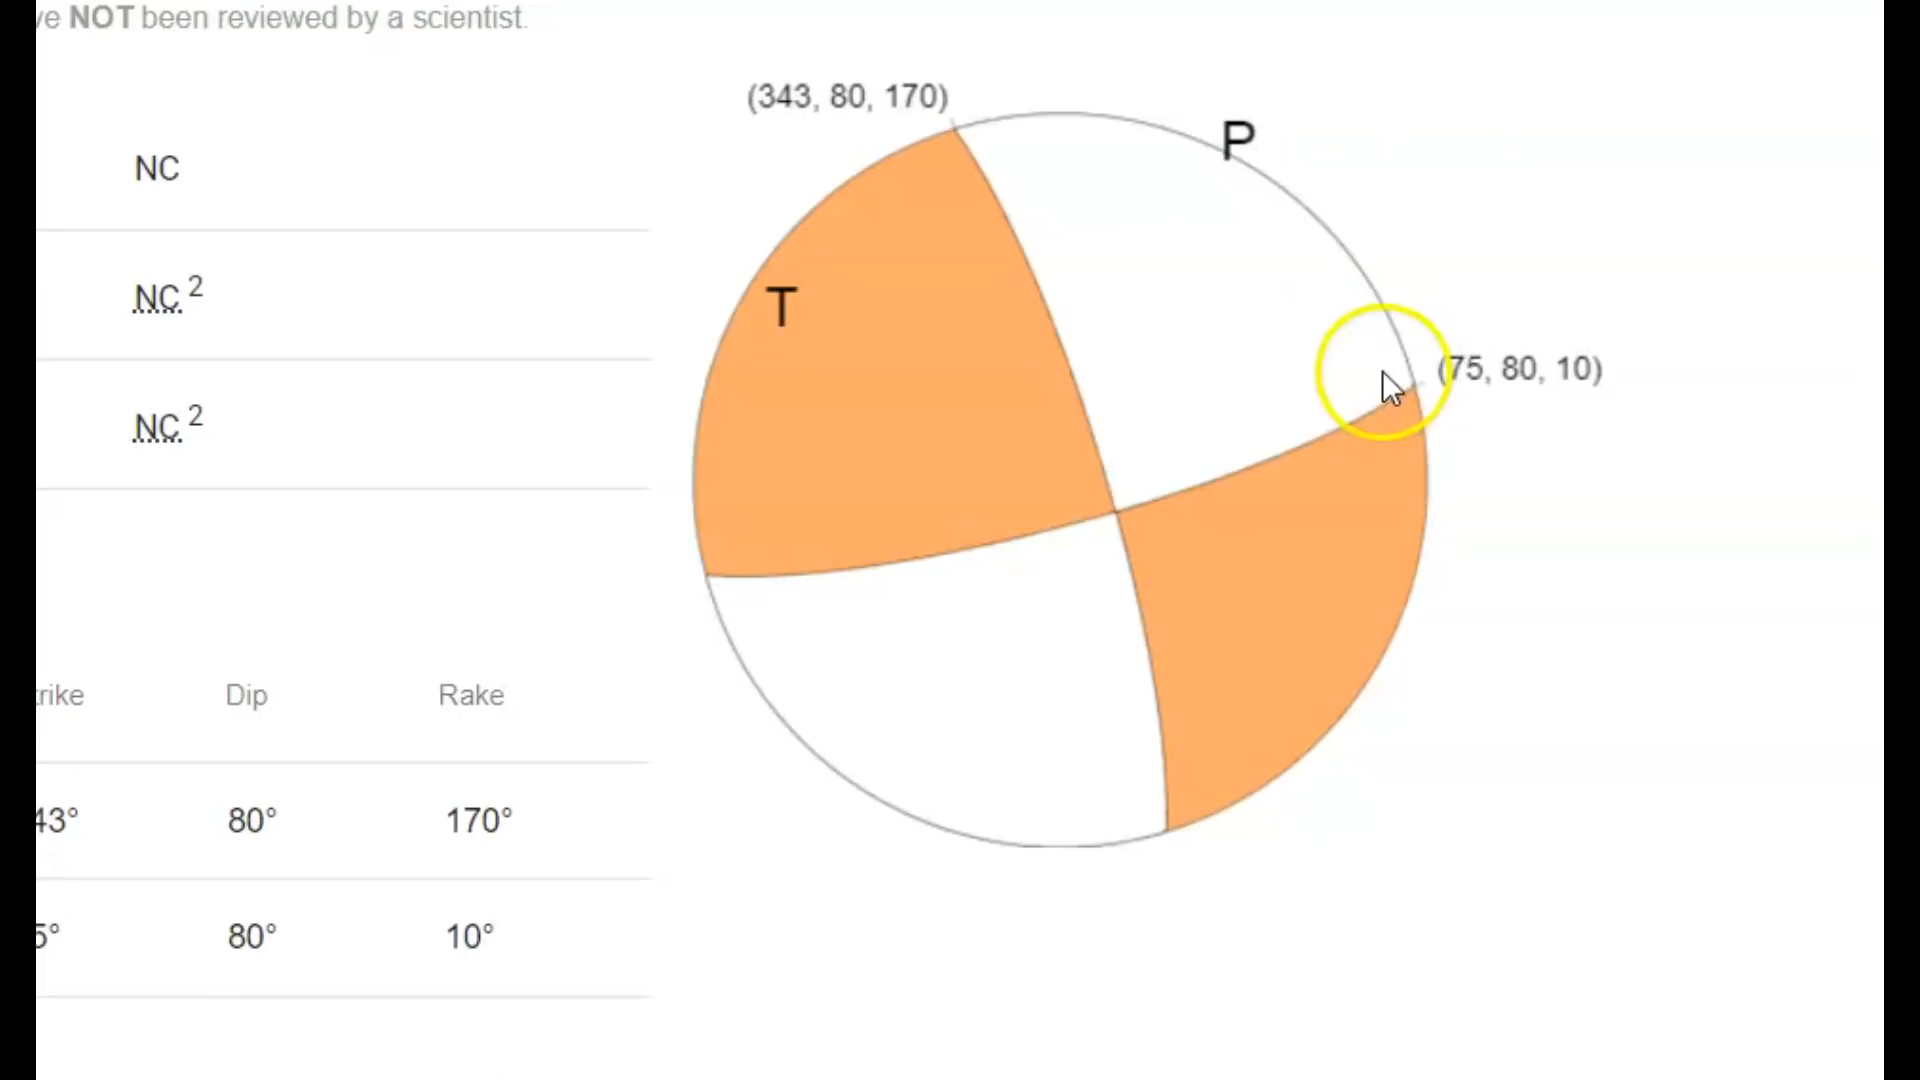 ve NOT been reviewed by a scientist.
(343, 80, 170)
P
NC
T
NC 2
(75, 80, 10)
NC 2
trike Dip Rake
43° 80° 170°
5° 80° 10°